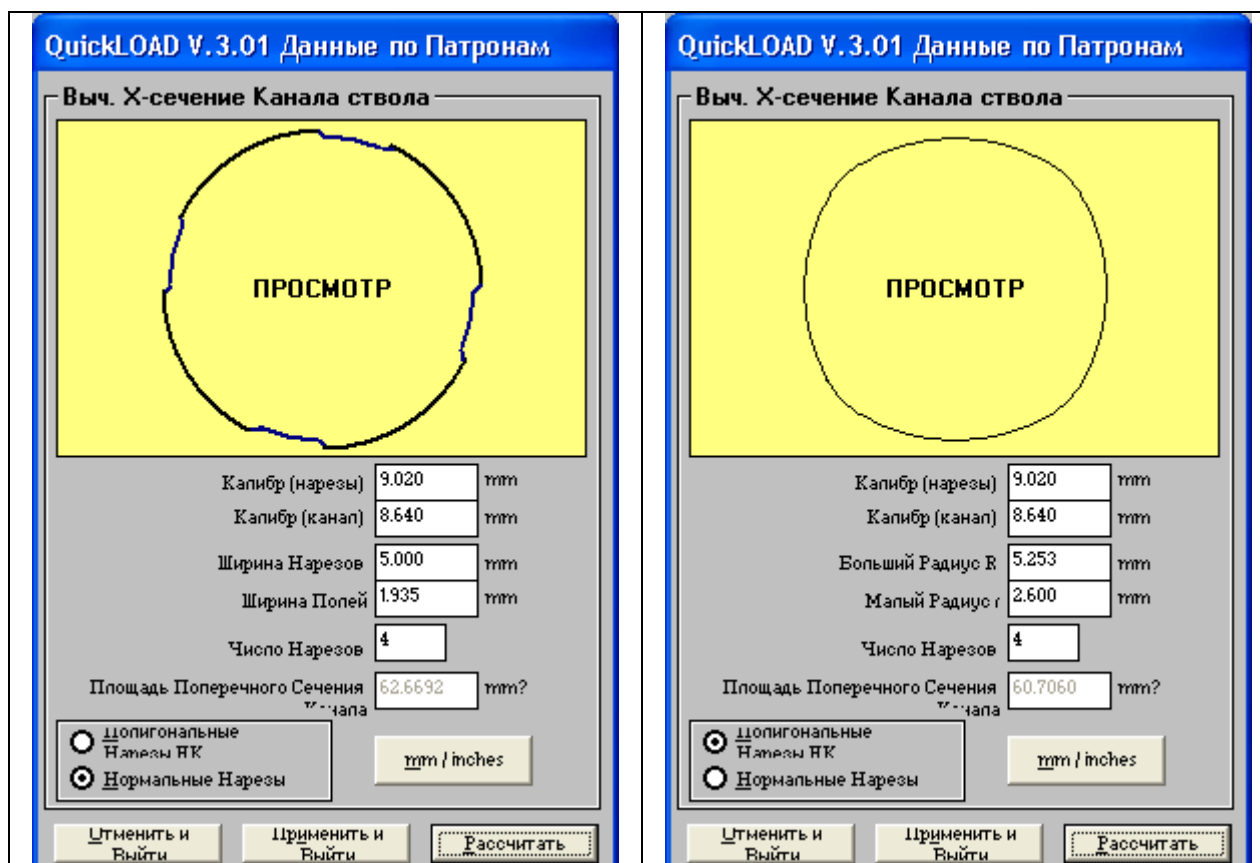 QuickLOAD V.3.01 Данные по Патронам
Выч. X-сечение Канала ствола
ПРОСМОТР
Калибр (нарезы) 9.020 mm
Калибр (канал) 8.640 mm
Ширина Нарезов 5.000 mm
Ширина Полей 1.935 mm
Число Нарезов 4
Площадь Поперечного Сечения 62.6692 mm?
Канала
Полигональные
Нарезы НК
Нормальные Нарезы
mm / inches
Отменить и
Выйти
Применить и
Выйти
Рассчитать
QuickLOAD V.3.01 Данные по Патронам
Выч. X-сечение Канала ствола
ПРОСМОТР
Калибр (нарезы) 9.020 mm
Калибр (канал) 8.640 mm
Больший Радиус R 5.253 mm
Малый Радиус r 2.600 mm
Число Нарезов 4
Площадь Поперечного Сечения 60.7060 mm?
Канала
Полигональные
Нарезы НК
Нормальные Нарезы
mm / inches
Отменить и
Выйти
Применить и
Выйти
Рассчитать